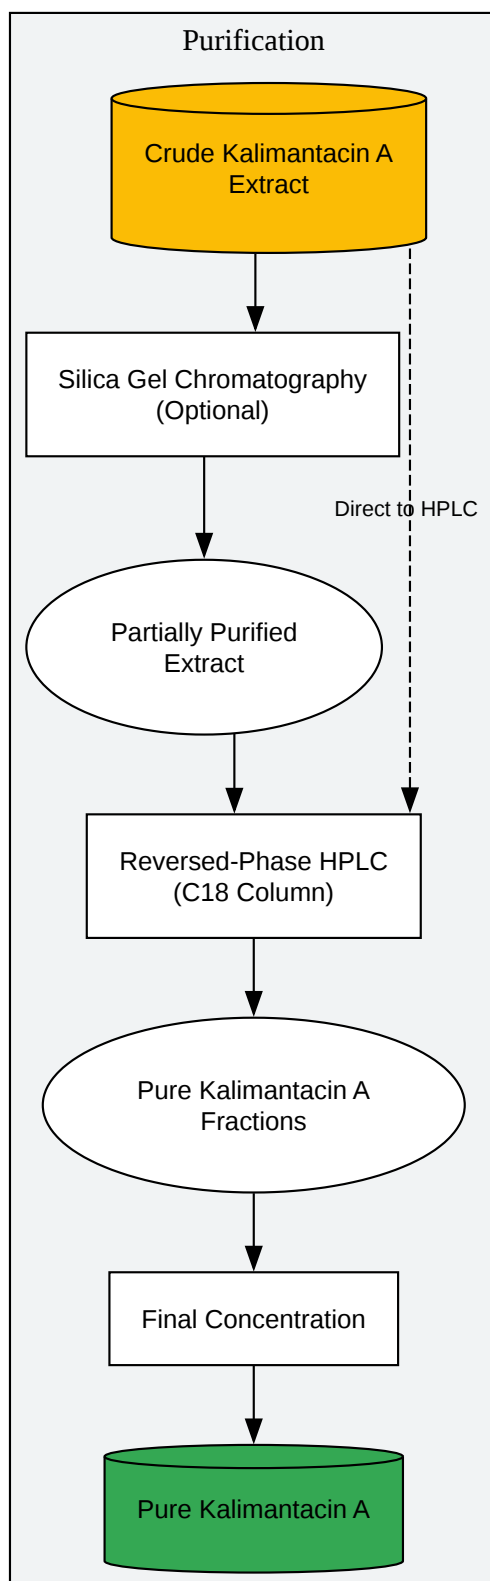 Purification
Crude Kalimantacin A
Extract
Silica Gel Chromatography
(Optional)
Direct to HPLC
Partially Purified
Extract
Reversed-Phase HPLC
(C18 Column)
Pure Kalimantacin A
Fractions
Final Concentration
Pure Kalimantacin A